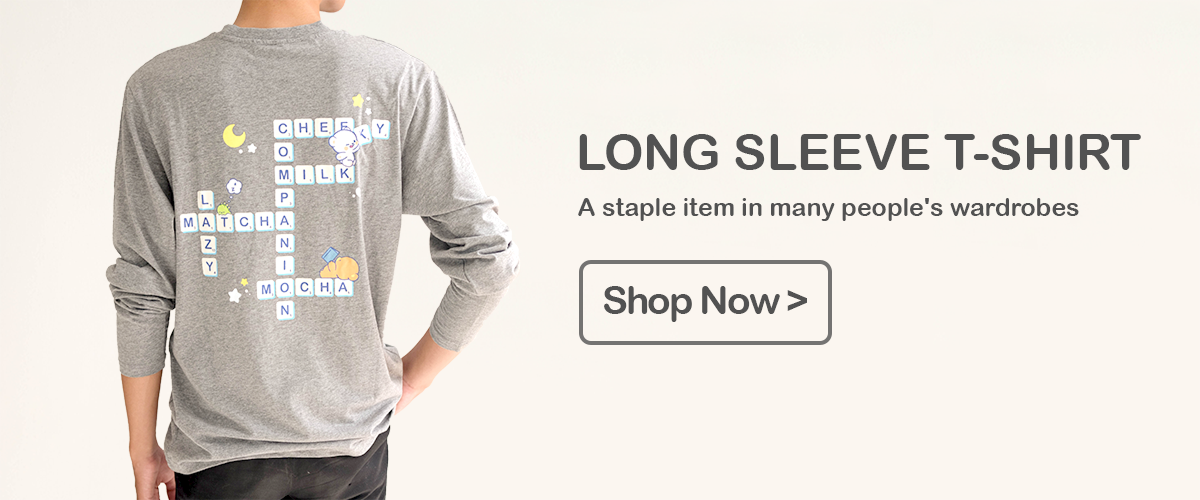 CHEEKY
COMPANION
MILK
LAZY
MATCHA
MOCHA
LONG SLEEVE T-SHIRT
A staple item in many people's wardrobes
Shop Now >